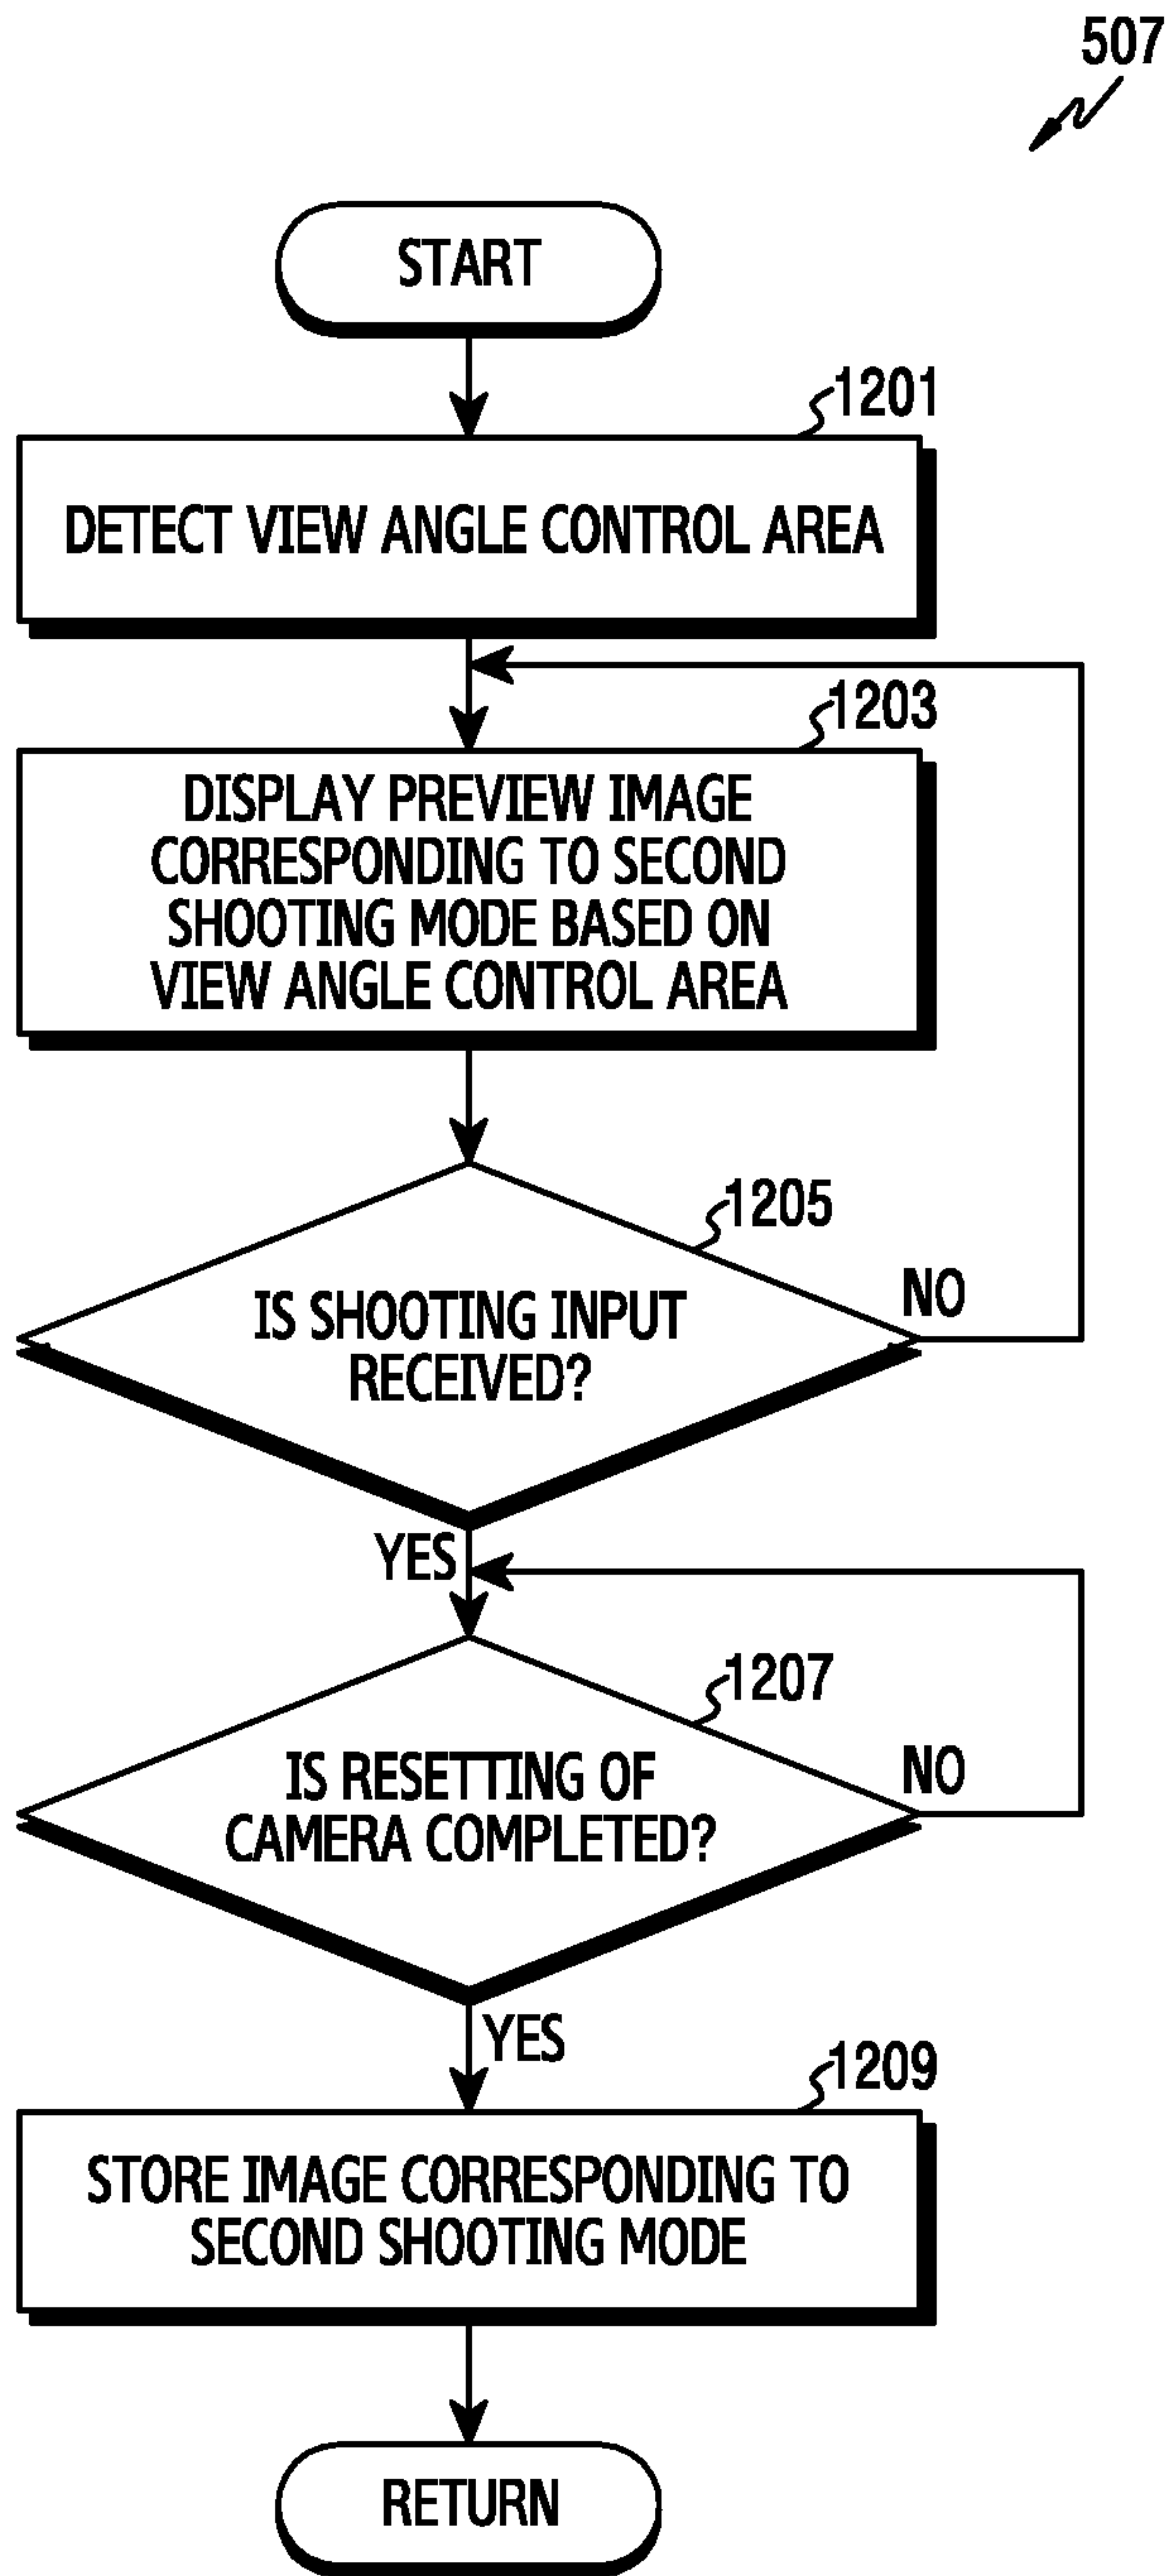 507
START
1201
DETECT VIEW ANGLE CONTROL AREA
1203
DISPLAY PREVIEW IMAGE
CORRESPONDING TO SECOND
SHOOTING MODE BASED ON
VIEW ANGLE CONTROL AREA
1205
IS SHOOTING INPUT
RECEIVED?
NO
YES
1207
IS RESETTING OF
CAMERA COMPLETED?
NO
YES
1209
STORE IMAGE CORRESPONDING TO
SECOND SHOOTING MODE
RETURN